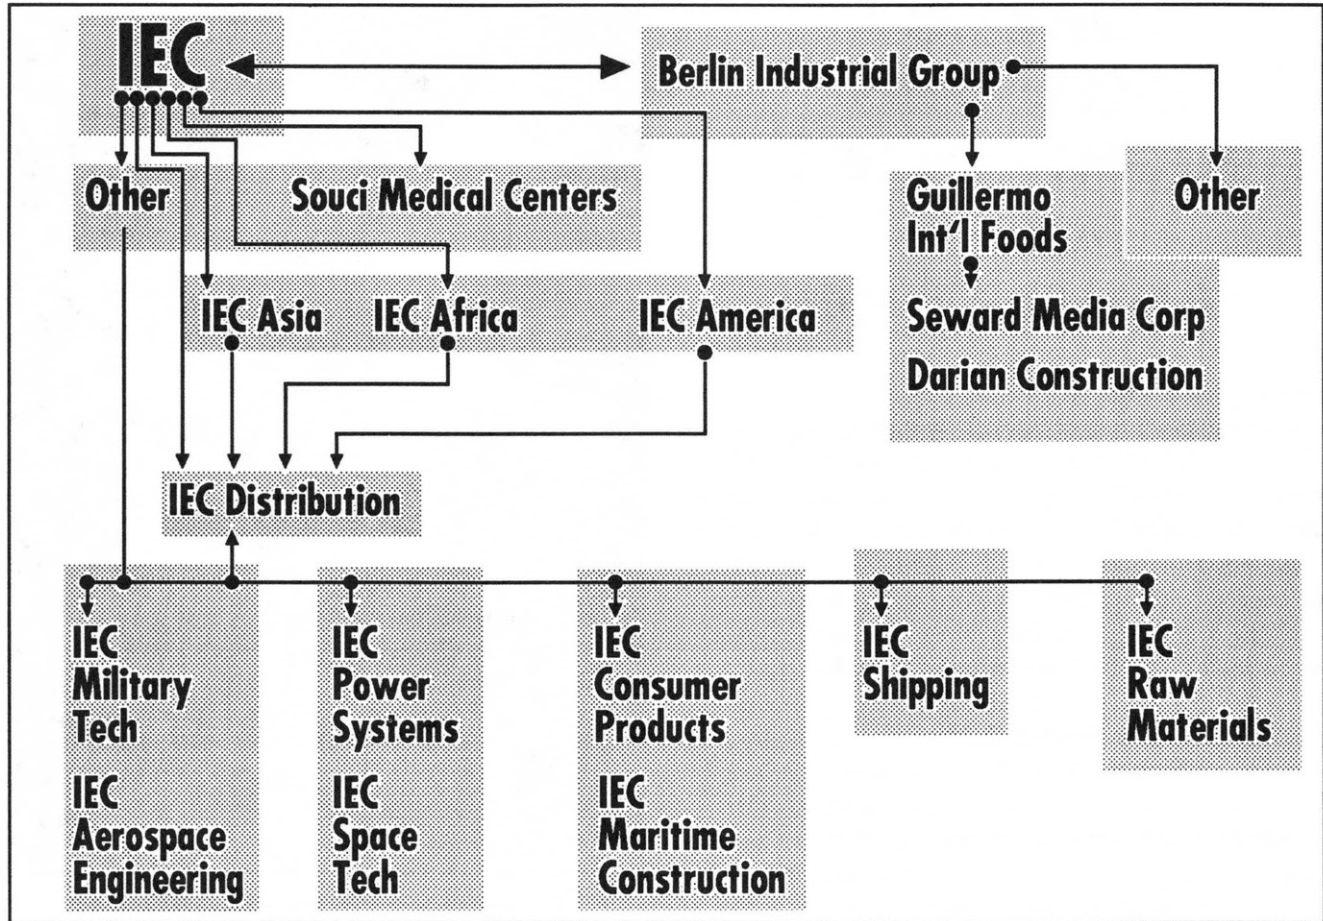 IEC
Berlin Industrial Group
Other
Souci Medical Centers
Guillermo
Int'l Foods
Other
IEC Asia
IEC Africa
IEC America
Seward Media Corp
Darian Construction
IEC Distribution
IEC
Military
Tech
IEC
Power
Systems
IEC
Consumer
Products
IEC
Shipping
IEC
Raw
Materials
IEC
Aerospace
Engineering
IEC
Space
Tech
IEC
Maritime
Construction